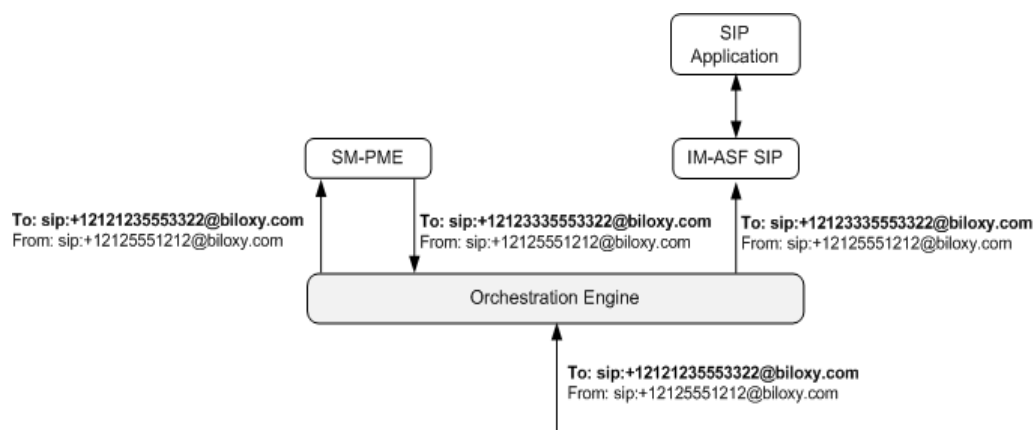 SIP
Application
SM-PME
IM-ASF SIP
To: sip:+12121235553322@biloxy.com
From: sip:+12125551212@biloxy.com
To: sip:+12123335553322@biloxy.com
From: sip:+12125551212@biloxy.com
To: sip:+12123335553322@biloxy.com
From: sip:+12125551212@biloxy.com
Orchestration Engine
To: sip:+12121235553322@biloxy.com
From: sip:+12125551212@biloxy.com